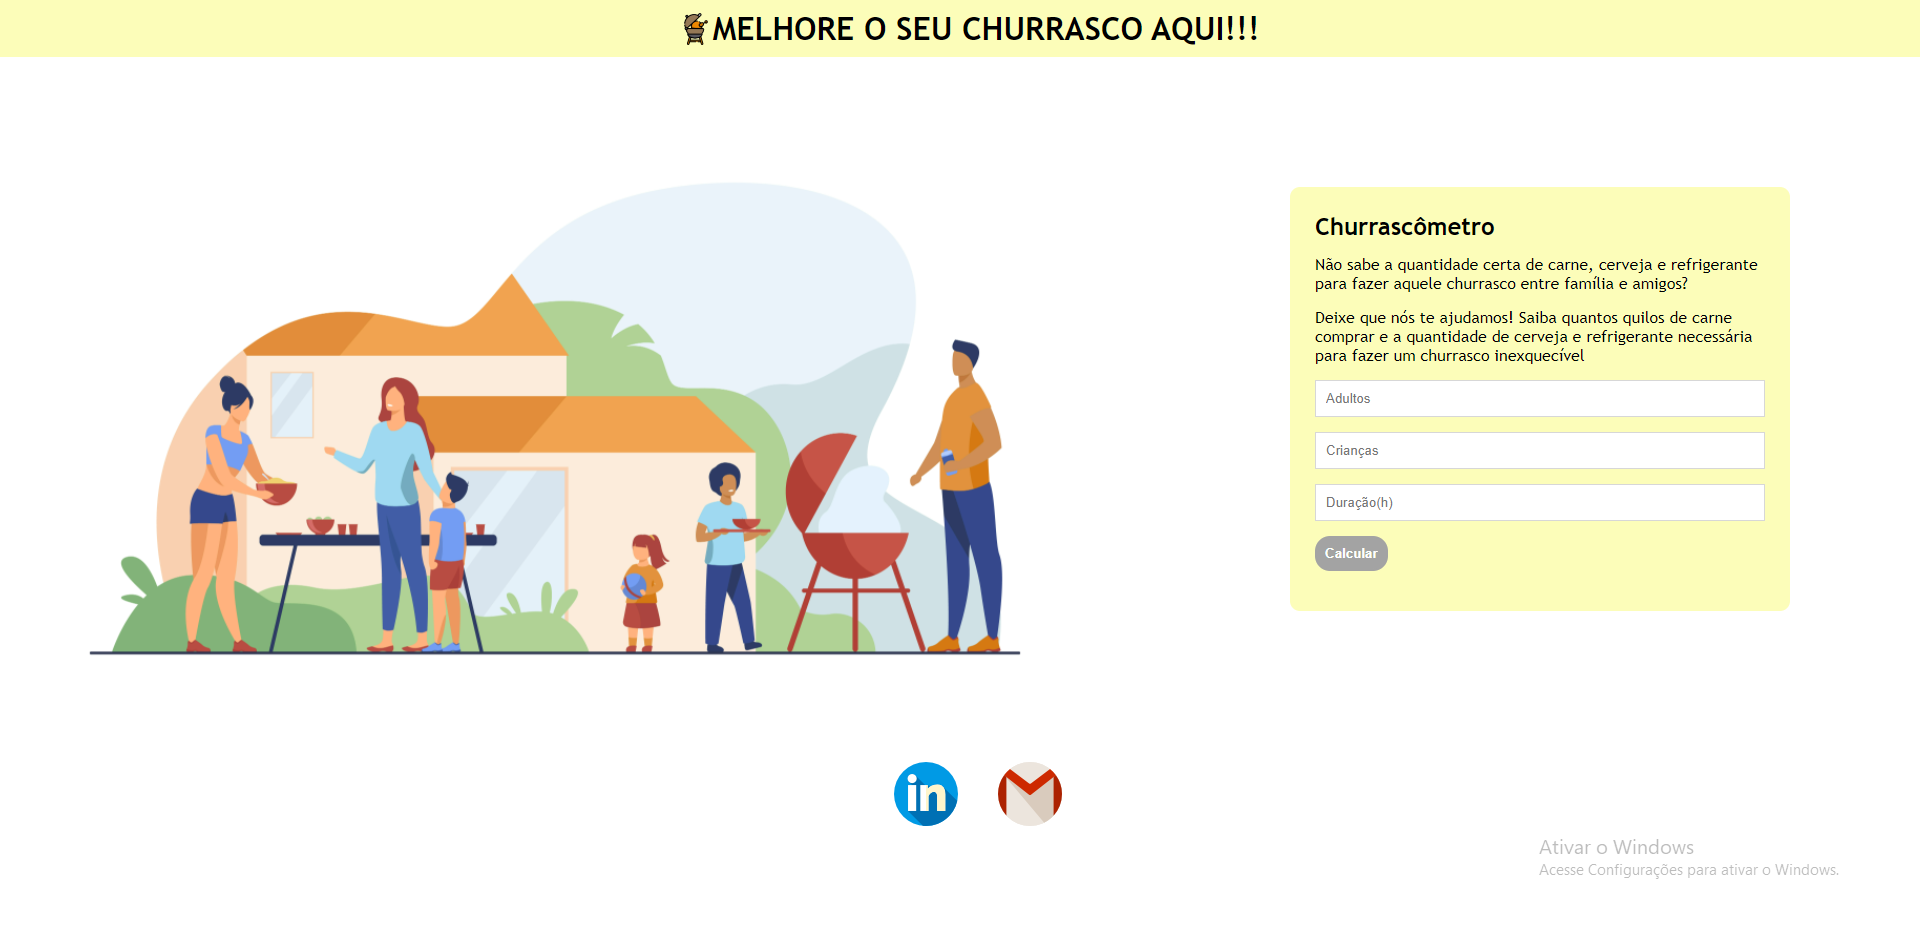 MELHORE O SEU CHURRASCO AQUI!!!
Churrascômetro
Não sabe a quantidade certa de carne, cerveja e refrigerante
para fazer aquele churrasco entre família e amigos?
Deixe que nós te ajudamos! Saiba quantos quilos de carne
comprar e a quantidade de cerveja e refrigerante necessária
para fazer um churrasco inexquecível
Adultos
Crianças
Duração(h)
Calcular
in
Ativar o Windows
Acesse Configurações para ativar o Windows.